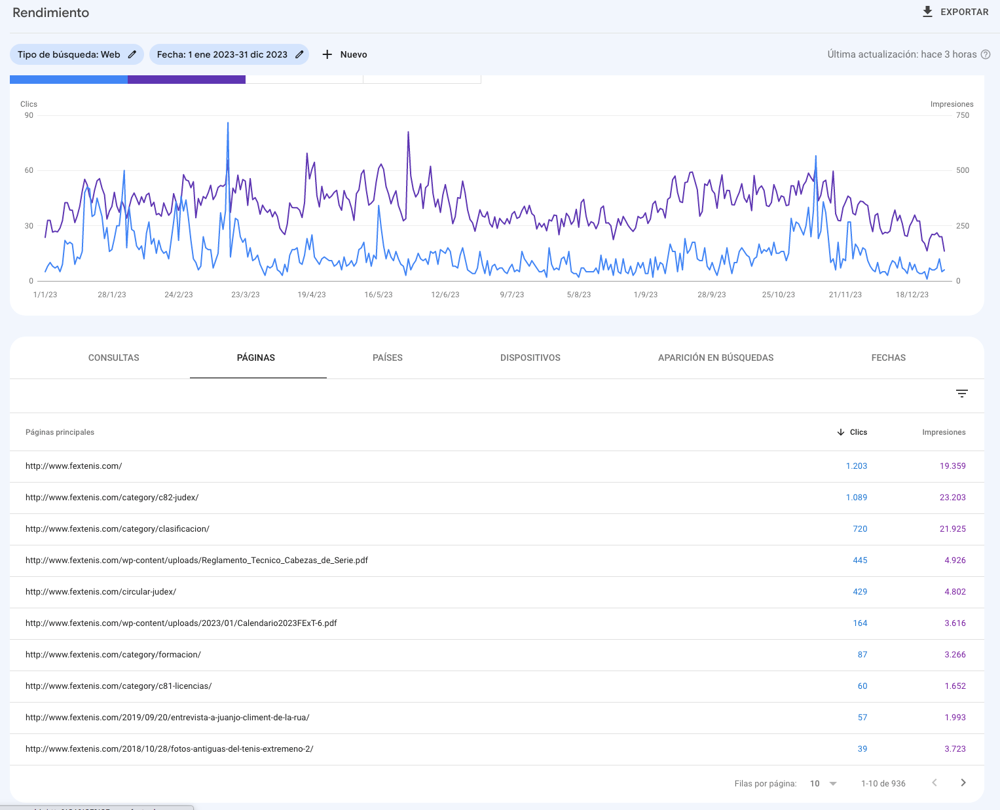 Rendimiento
EXPORTAR
Tipo de búsqueda: Web
Fecha: 1 ene 2023-31 dic 2023
Nuevo
Última actualización: hace 3 horas
Clics
Impresiones
90
750
60
500
30
250
0
0
1/1/23 28/1/23 24/2/23 23/3/23 19/4/23 16/5/23 12/6/23 9/7/23 5/8/23 1/9/23 28/9/23 25/10/23 21/11/23 18/12/23
CONSULTAS PÁGINAS PAÍSES DISPOSITIVOS APARICIÓN EN BÚSQUEDAS FECHAS
Páginas principales Clics Impresiones
http://www.fextenis.com/ 1.203 19.359
http://www.fextenis.com/category/c82-judex/ 1.089 23.203
http://www.fextenis.com/category/clasificacion/ 720 21.925
http://www.fextenis.com/wp-content/uploads/Reglamento_Tecnico_Cabezas_de_Serie.pdf 445 4.926
http://www.fextenis.com/circular-judex/ 429 4.802
http://www.fextenis.com/wp-content/uploads/2023/01/Calendario2023FExT-6.pdf 164 3.616
http://www.fextenis.com/category/formacion/ 87 3.266
http://www.fextenis.com/category/c81-licencias/ 60 1.652
http://www.fextenis.com/2019/09/20/entrevista-a-juanjo-climent-de-la-rua/ 57 1.993
http://www.fextenis.com/2018/10/28/fotos-antiguas-del-tenis-extremeno-2/ 39 3.723
Filas por página: 10 1-10 de 936